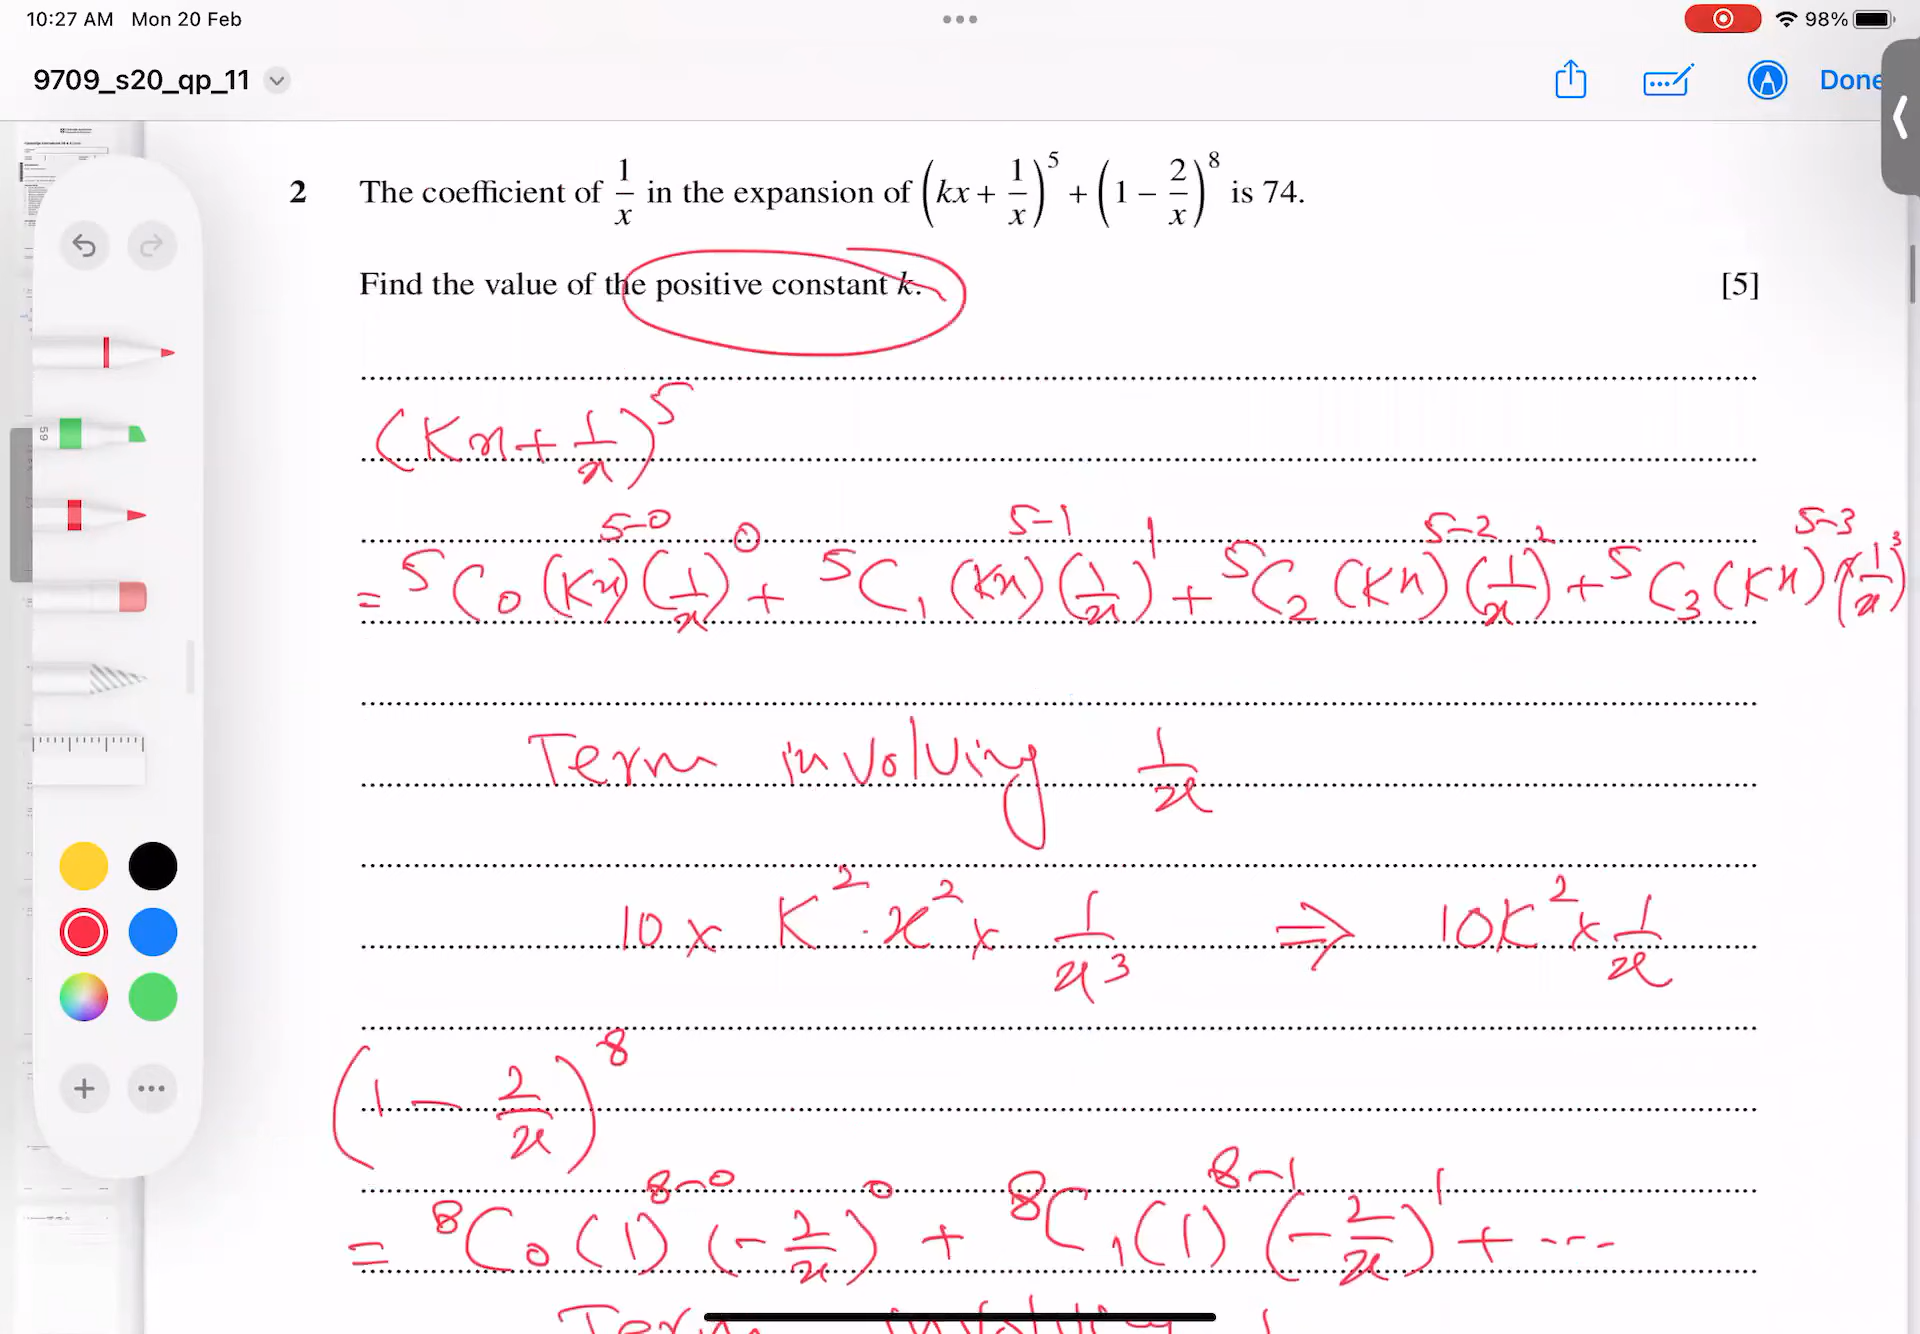 10:27 AM Mon 20 Feb
98%
9709_s20_qp_11
Done
2 The coefficient of 1/x in the expansion of (kx + 1/x)^5 + (1 − 2/x)^8 is 74.
Find the value of the positive constant k. [5]
(Kx + 1/x)^5
= 5C0 (Kx)^(5-0) (1/x)^0 + 5C1 (Kx)^(5-1) (1/x)^1 + 5C2 (Kx)^(5-2) (1/x)^2 + 5C3 (Kx)^(5-3) (1/x)^3
Term involving 1/x
10 × K^2 . x^2 × 1/x^3 ⇒ 10K^2 × 1/x
(1 − 2/x)^8
= 8C0 (1)^(8-0) (− 2/x)^0 + 8C1 (1)^(8-1) (− 2/x)^1 + ---
Term involving 1
59